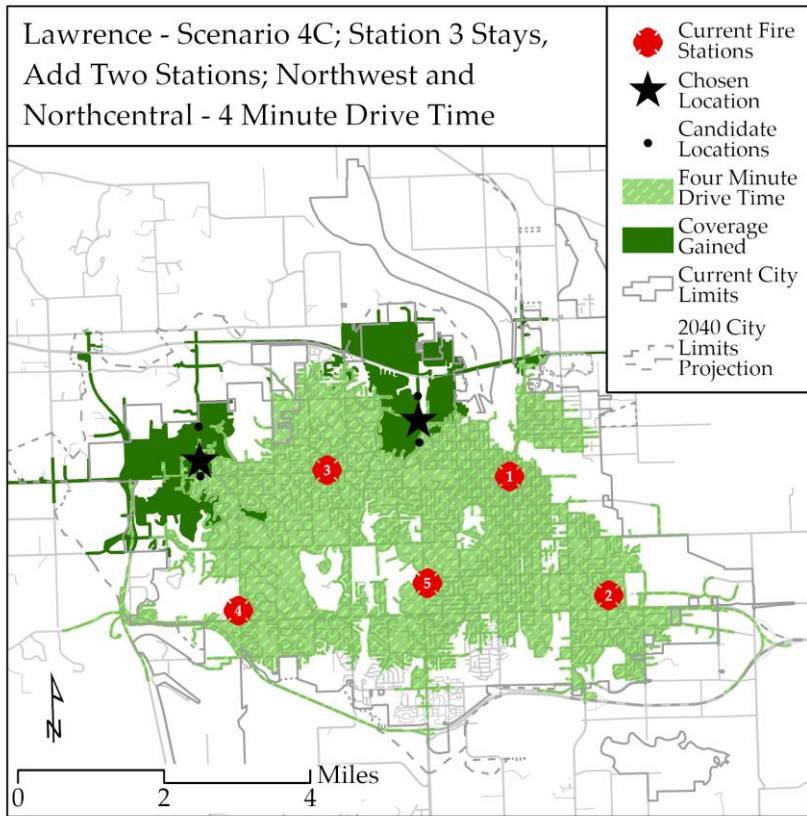 Lawrence - Scenario 4C; Station 3 Stays,
Add Two Stations; Northwest and
Northcentral - 4 Minute Drive Time
Current Fire
Stations
Chosen
Location
Candidate
Locations
Four Minute
Drive Time
Coverage
Gained
Current City
Limits
2040 City
Limits
Projection
3
1
5
4
2
N
Miles
0 2 4